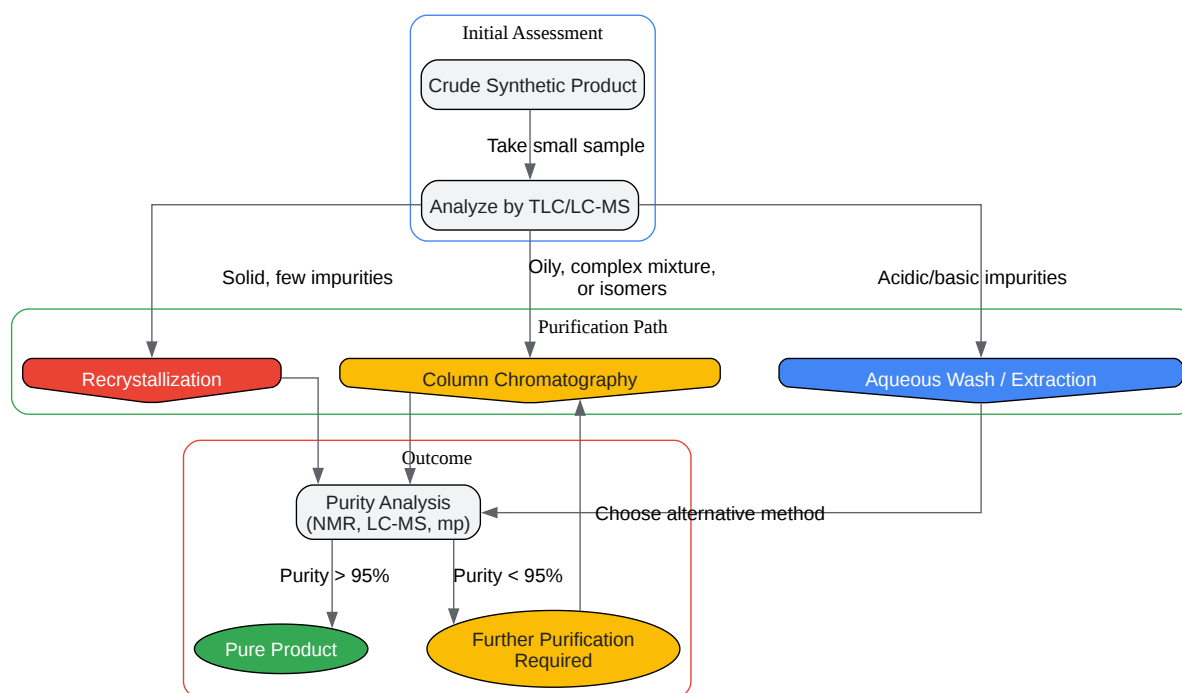 Initial Assessment
Crude Synthetic Product
Take small sample
Analyze by TLC/LC-MS
Solid, few impurities
Oily, complex mixture,
or isomers
Acidic/basic impurities
Purification Path
Recrystallization
Column Chromatography
Aqueous Wash / Extraction
Outcome
Purity Analysis
(NMR, LC-MS, mp)
Choose alternative method
Purity > 95%
Purity < 95%
Pure Product
Further Purification
Required